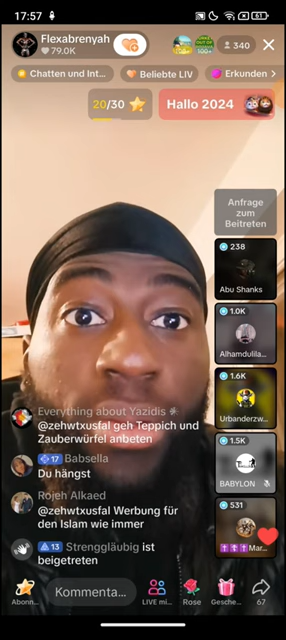 17:57
61
Flexabrenyah
79.0K
100+
340
Chatten und Int...
Beliebte LIV
Erkunden
20/30
Hallo 2024
Anfrage
zum
Beitreten
238
Abu Shanks
1.0K
Alhamdulila...
1.6K
Urbanderzw...
1.5K
BABYLON
531
Mar...
Everything about Yazidis
@zehwtxusfal geh Teppich und
Zauberwürfel anbeten
17 Babsella
Du hängst
Rojeh Alkaed
@zehwtxusfal Werbung für
den Islam wie immer
13 Strenggläubig ist
beigetreten
Abonn...
Kommenta...
LIVE mi...
Rose
Gesche...
67